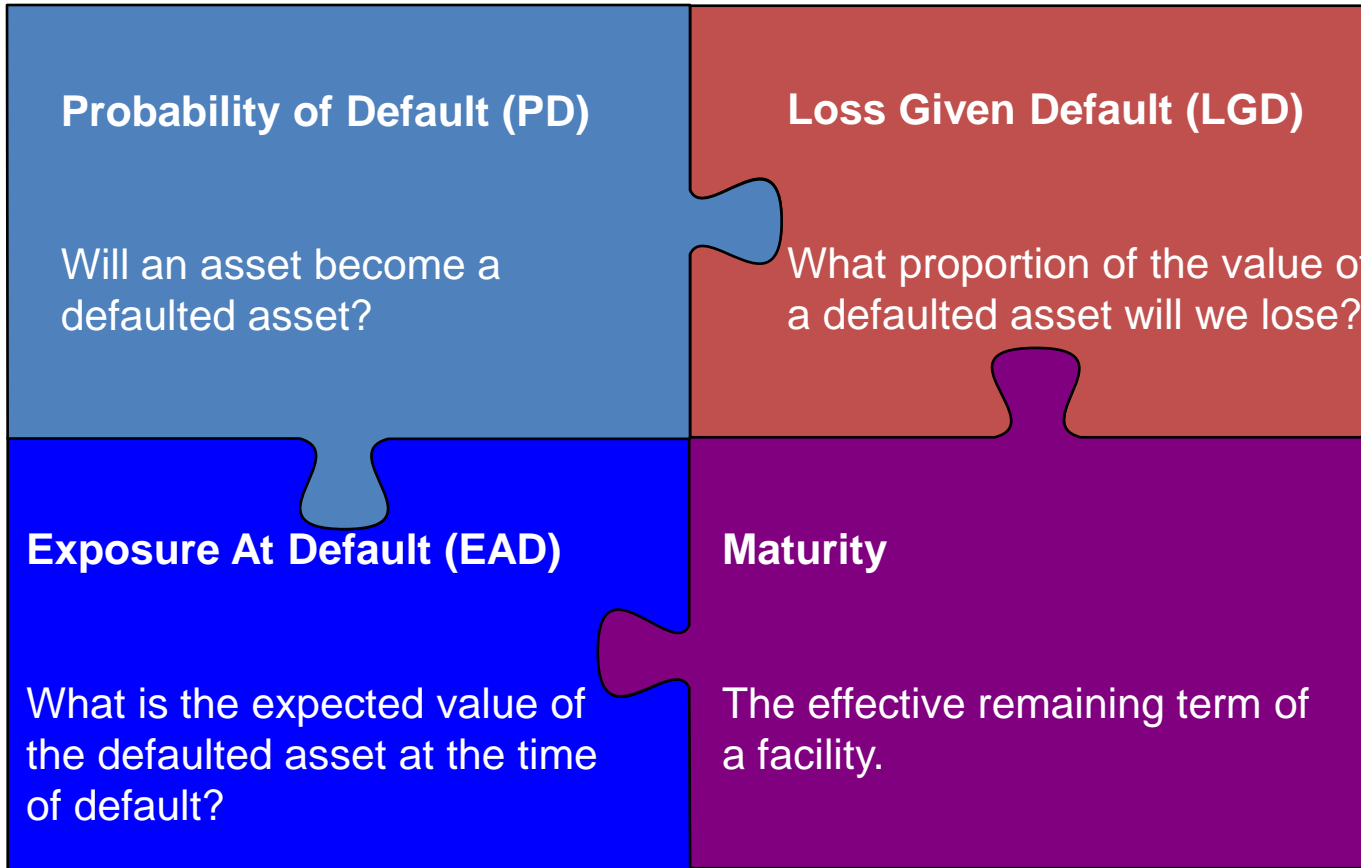 Probability of Default (PD)
Will an asset become a
defaulted asset?
Loss Given Default (LGD)
What proportion of the value of
a defaulted asset will we lose?
Exposure At Default (EAD)
What is the expected value of
the defaulted asset at the time
of default?
Maturity
The effective remaining term of
a facility.